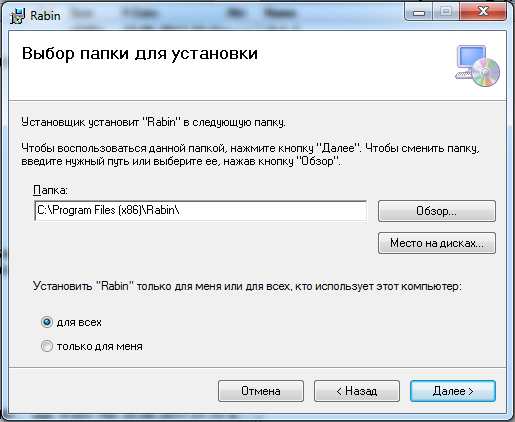 Rabin
Выбор папки для установки
Установщик установит "Rabin" в следующую папку.
Чтобы воспользоваться данной папкой, нажмите кнопку "Далее". Чтобы сменить папку,
введите нужный путь или выберите ее, нажав кнопку "Обзор".
Папка:
C:\Program Files (x86)\Rabin\
Обзор...
Место на дисках...
Установить "Rabin" только для меня или для всех, кто использует этот компьютер:
для всех
только для меня
Отмена
< Назад
Далее >